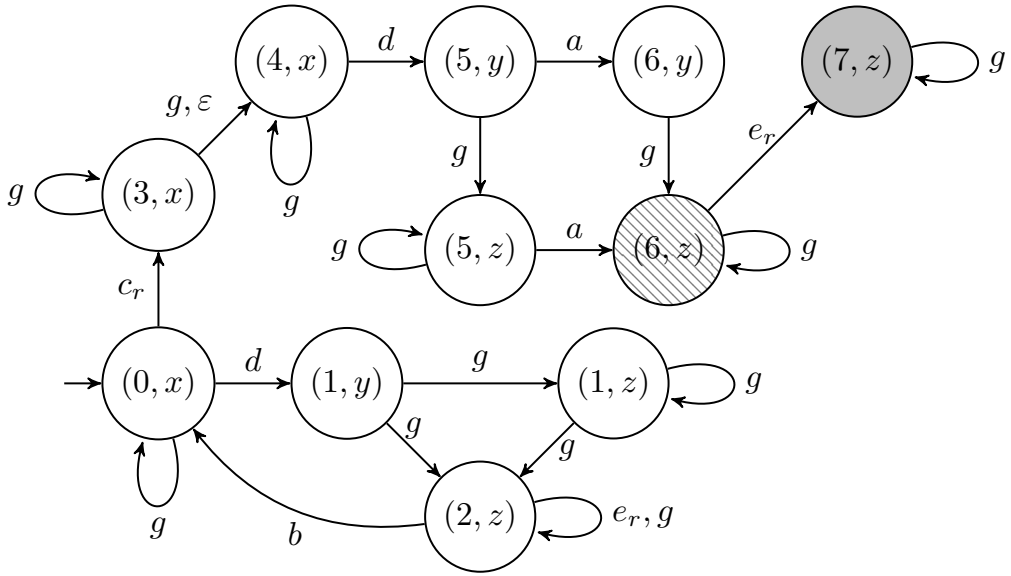 (4, x) d (5, y) a (6, y) (7, z) g
g, ε
g (3, x) g g g e_r
g (5, z) a (6, z) g
c_r
(0, x) d (1, y) g (1, z) g
g g
g b (2, z) e_r, g